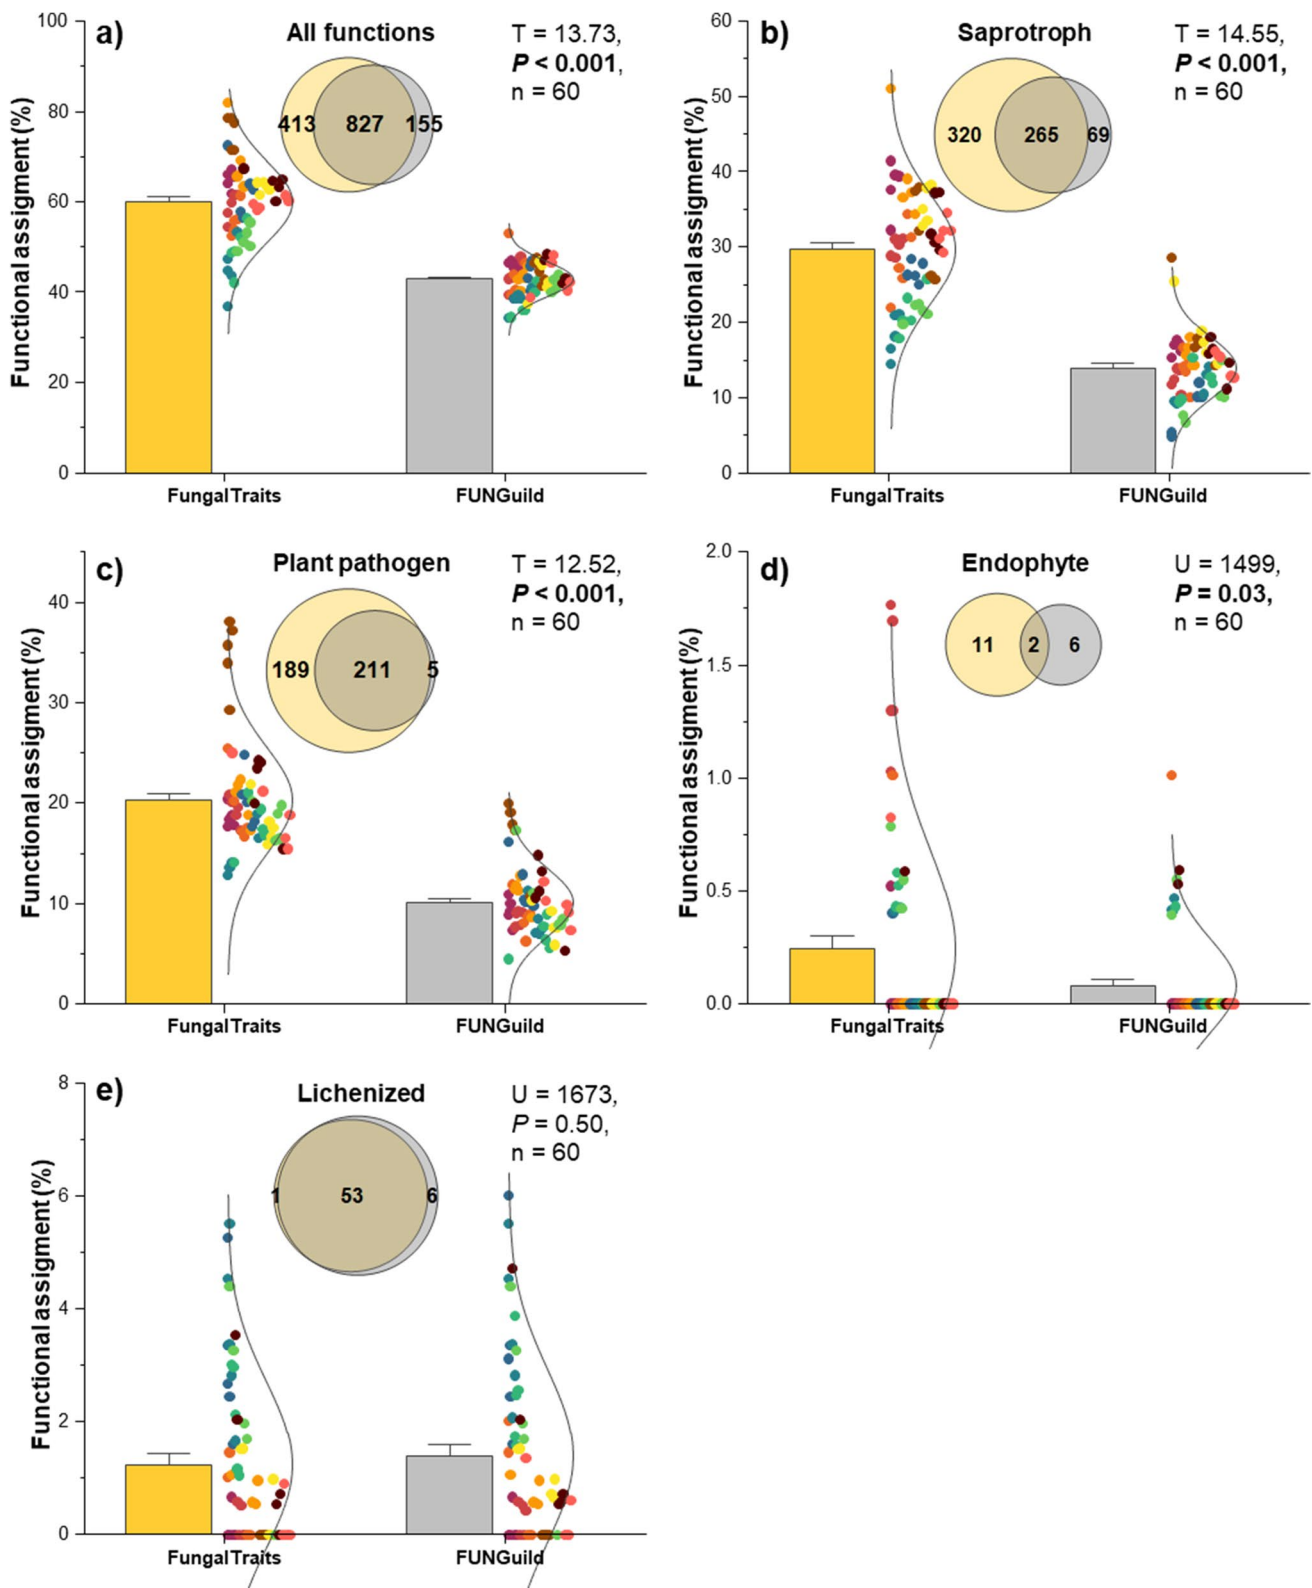 a)
All functions
T = 13.73,
P < 0.001,
n = 60
413 827 155
Functional assigment (%)
100
80
60
40
20
0
FungalTraits FUNGuild
b)
Saprotroph
T = 14.55,
P < 0.001,
n = 60
320 265 69
Functional assigment (%)
60
50
40
30
20
10
0
FungalTraits FUNGuild
c)
Plant pathogen
T = 12.52,
P < 0.001,
n = 60
189 211 5
Functional assigment (%)
40
30
20
10
0
FungalTraits FUNGuild
d)
Endophyte
U = 1499,
P = 0.03,
n = 60
11 2 6
Functional assigment (%)
2.0
1.5
1.0
0.5
0.0
FungalTraits FUNGuild
e)
Lichenized
U = 1673,
P = 0.50,
n = 60
1 53 6
Functional assigment (%)
8
6
4
2
0
FungalTraits FUNGuild